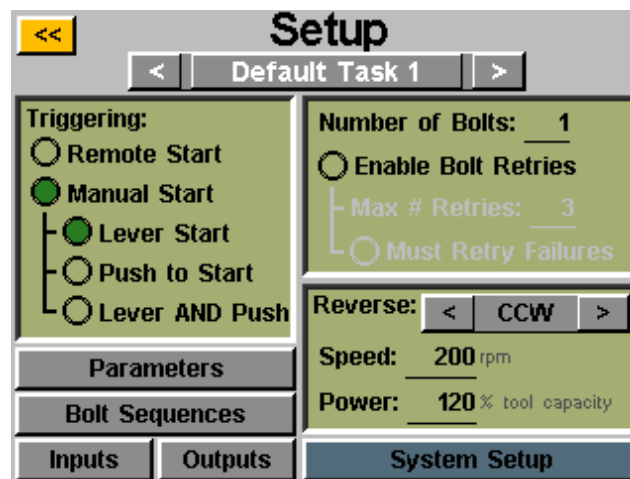 <<
Setup
< Default Task 1 >
Triggering:
Remote Start
Manual Start
Lever Start
Push to Start
Lever AND Push
Number of Bolts: 1
Enable Bolt Retries
Max # Retries: 3
Must Retry Failures
Reverse: < CCW >
Speed: 200 rpm
Power: 120 % tool capacity
Parameters
Bolt Sequences
Inputs
Outputs
System Setup